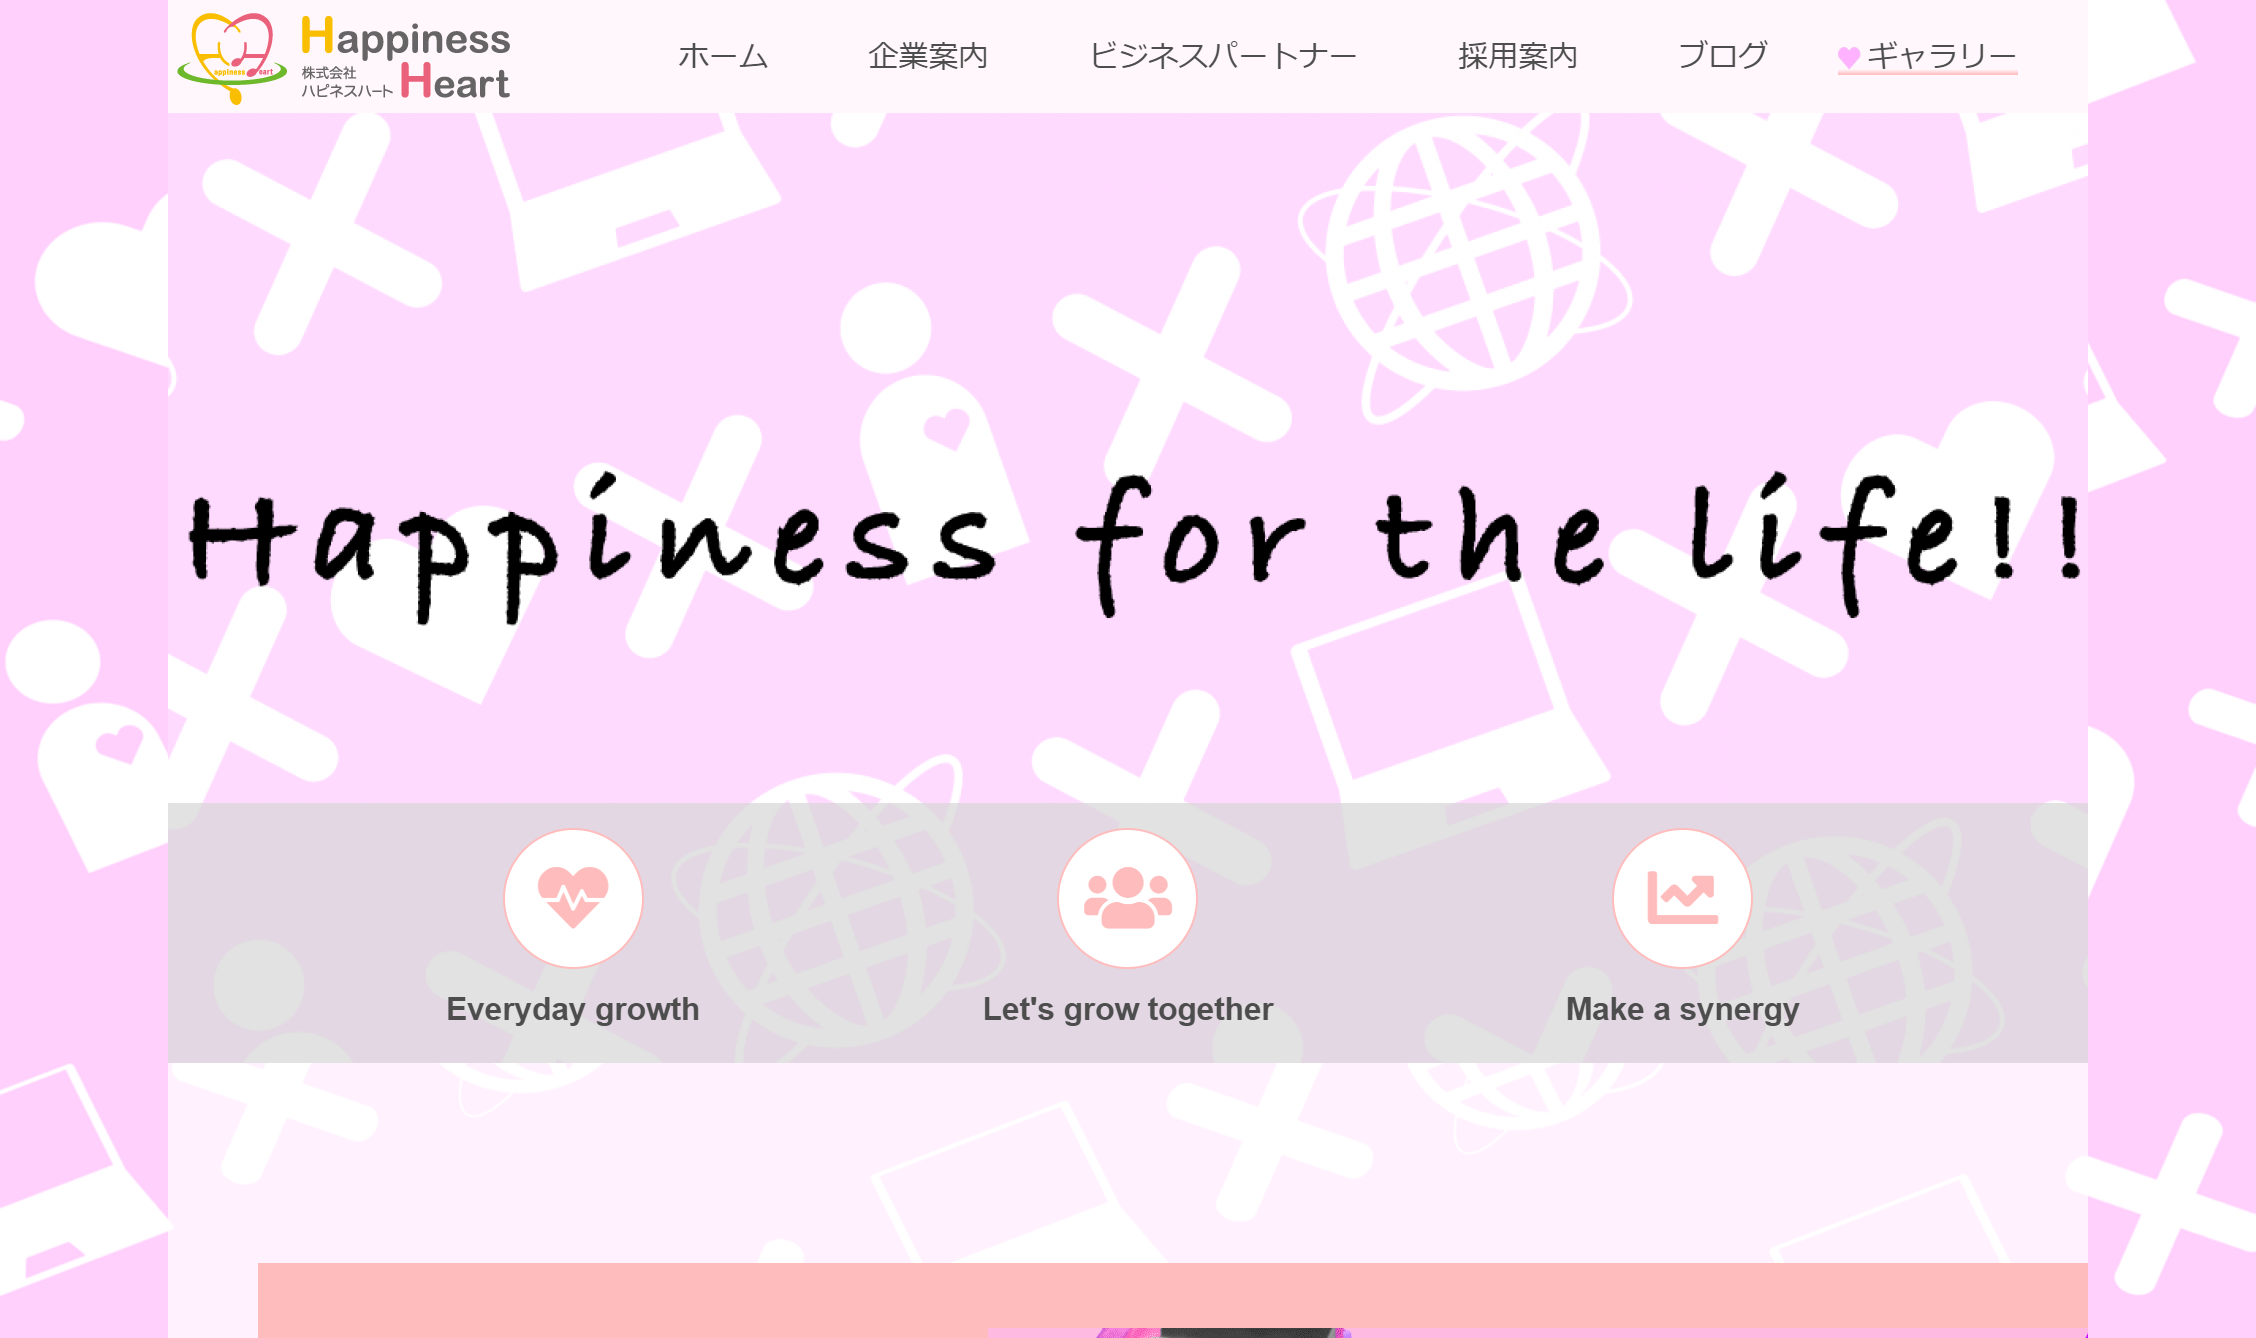 Happiness
株式会社
ハピネスハート
Heart
appiness eart
ホーム
企業案内
ビジネスパートナー
採用案内
ブログ
ギャラリー
Happiness for the life!!
Everyday growth
Let's grow together
Make a synergy